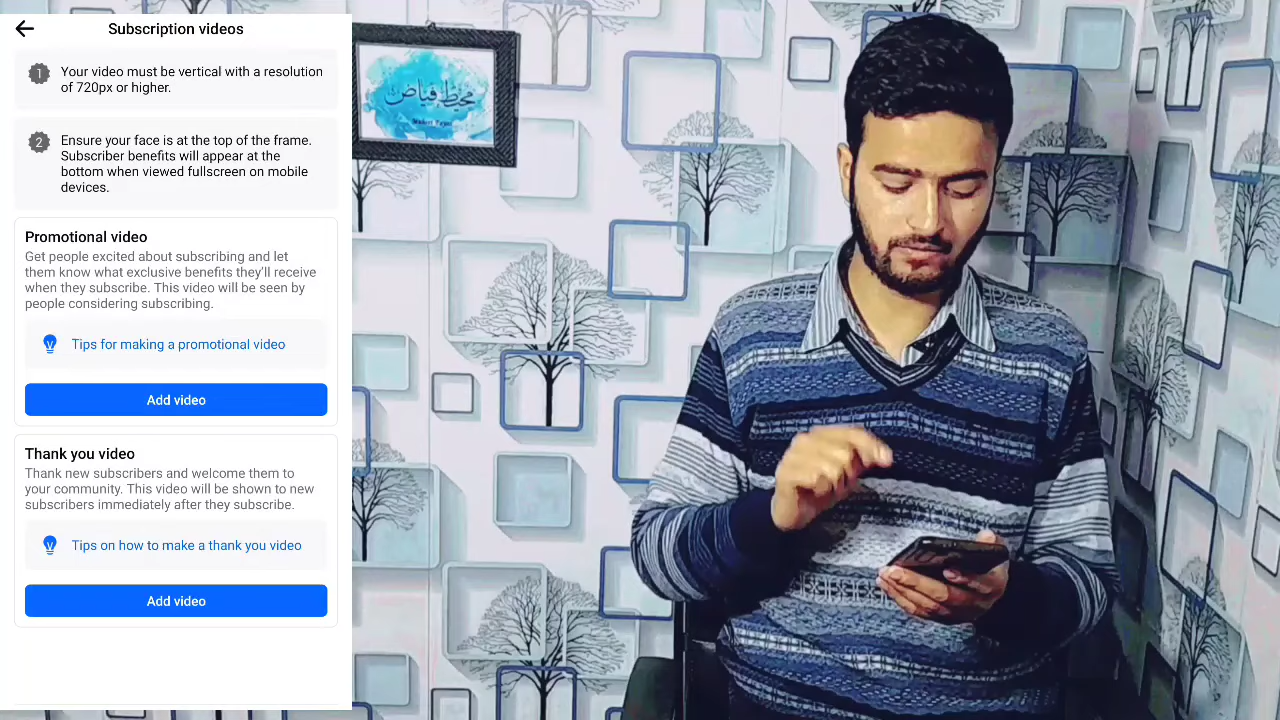 Subscription videos
1
Your video must be vertical with a resolution
of 720px or higher.
2
Ensure your face is at the top of the frame.
Subscriber benefits will appear at the
bottom when viewed fullscreen on mobile
devices.
Promotional video
Get people excited about subscribing and let
them know what exclusive benefits they'll receive
when they subscribe. This video will be seen by
people considering subscribing.
Tips for making a promotional video
Add video
Thank you video
Thank new subscribers and welcome them to
your community. This video will be shown to new
subscribers immediately after they subscribe.
Tips on how to make a thank you video
Add video